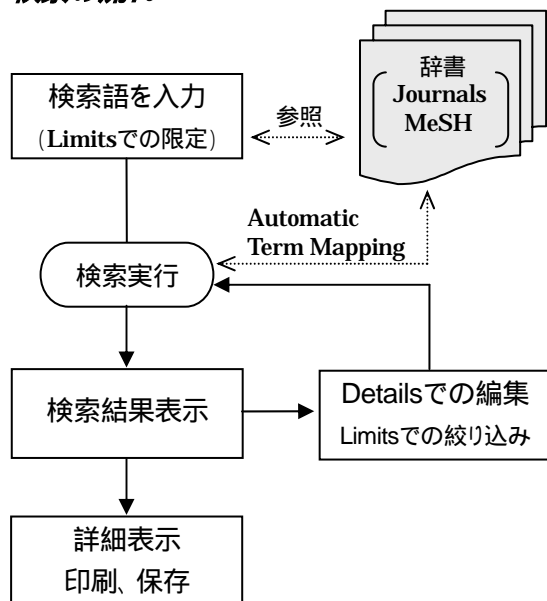 検索語を入力
(Limitsでの限定)
参照
辞書
Journals
MeSH
Automatic
Term Mapping
検索実行
検索結果表示
Detailsでの編集
Limitsでの絞り込み
詳細表示
印刷、保存